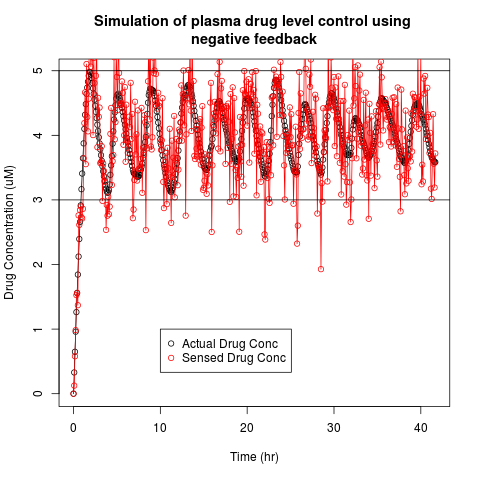 Simulation of plasma drug level control using
negative feedback
Drug Concentration (uM)
5
4
3
2
1
0
Actual Drug Conc
Sensed Drug Conc
0 10 20 30 40
Time (hr)